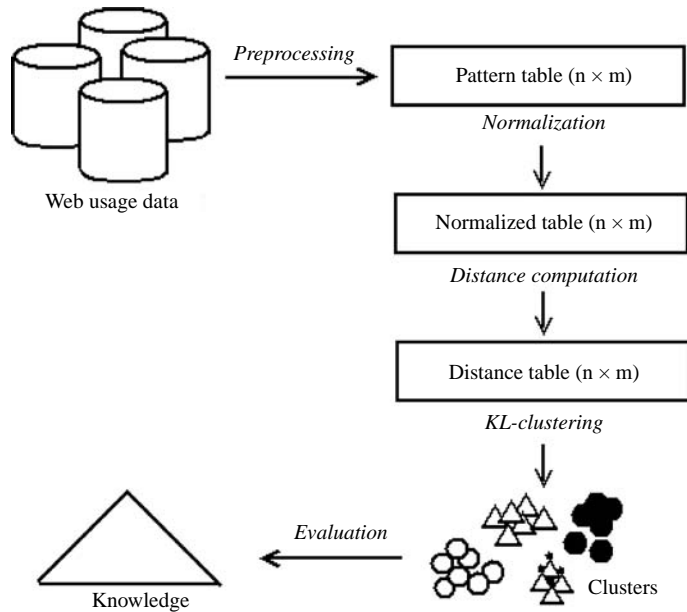 Preprocessing
Pattern table (n × m)
Normalization
Web usage data
Normalized table (n × m)
Distance computation
Distance table (n × m)
KL-clustering
Evaluation
Clusters
Knowledge